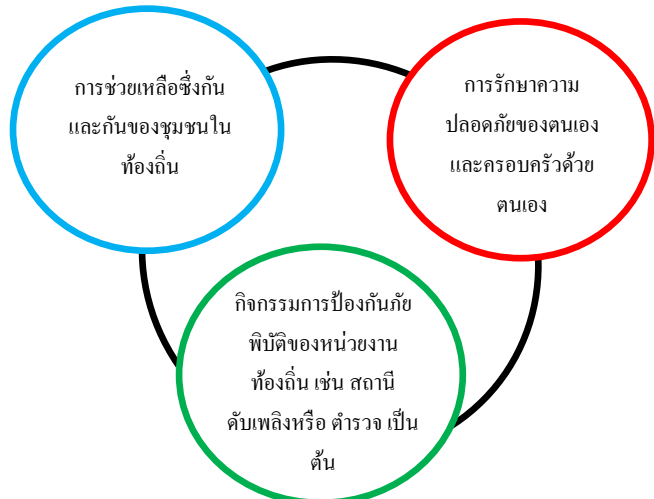 การช่วยเหลือซึ่งกัน
และกันของชุมชนใน
ท้องถิ่น
การรักษาความ
ปลอดภัยของตนเอง
และครอบครัวด้วย
ตนเอง
กิจกรรมการป้องกันภัย
พิบัติของหน่วยงาน
ท้องถิ่น เช่น สถานี
ดับเพลิงหรือ ตำรวจ เป็น
ต้น